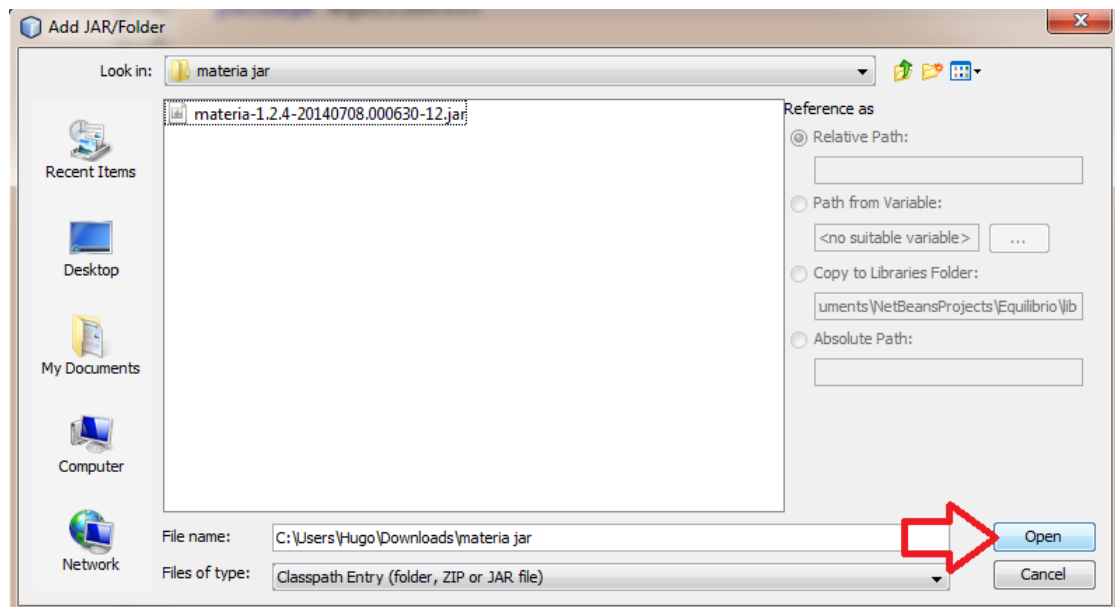 Add JAR/Folder
Look in:
materia jar
materia-1.2.4-20140708.000630-12.jar
Recent Items
Desktop
My Documents
Computer
Network
Reference as
Relative Path:
Path from Variable:
<no suitable variable>
...
Copy to Libraries Folder:
uments\NetBeansProjects\Equilibrio\lib
Absolute Path:
File name:
C:\Users\Hugo\Downloads\materia jar
Open
Files of type:
Classpath Entry (folder, ZIP or JAR file)
Cancel